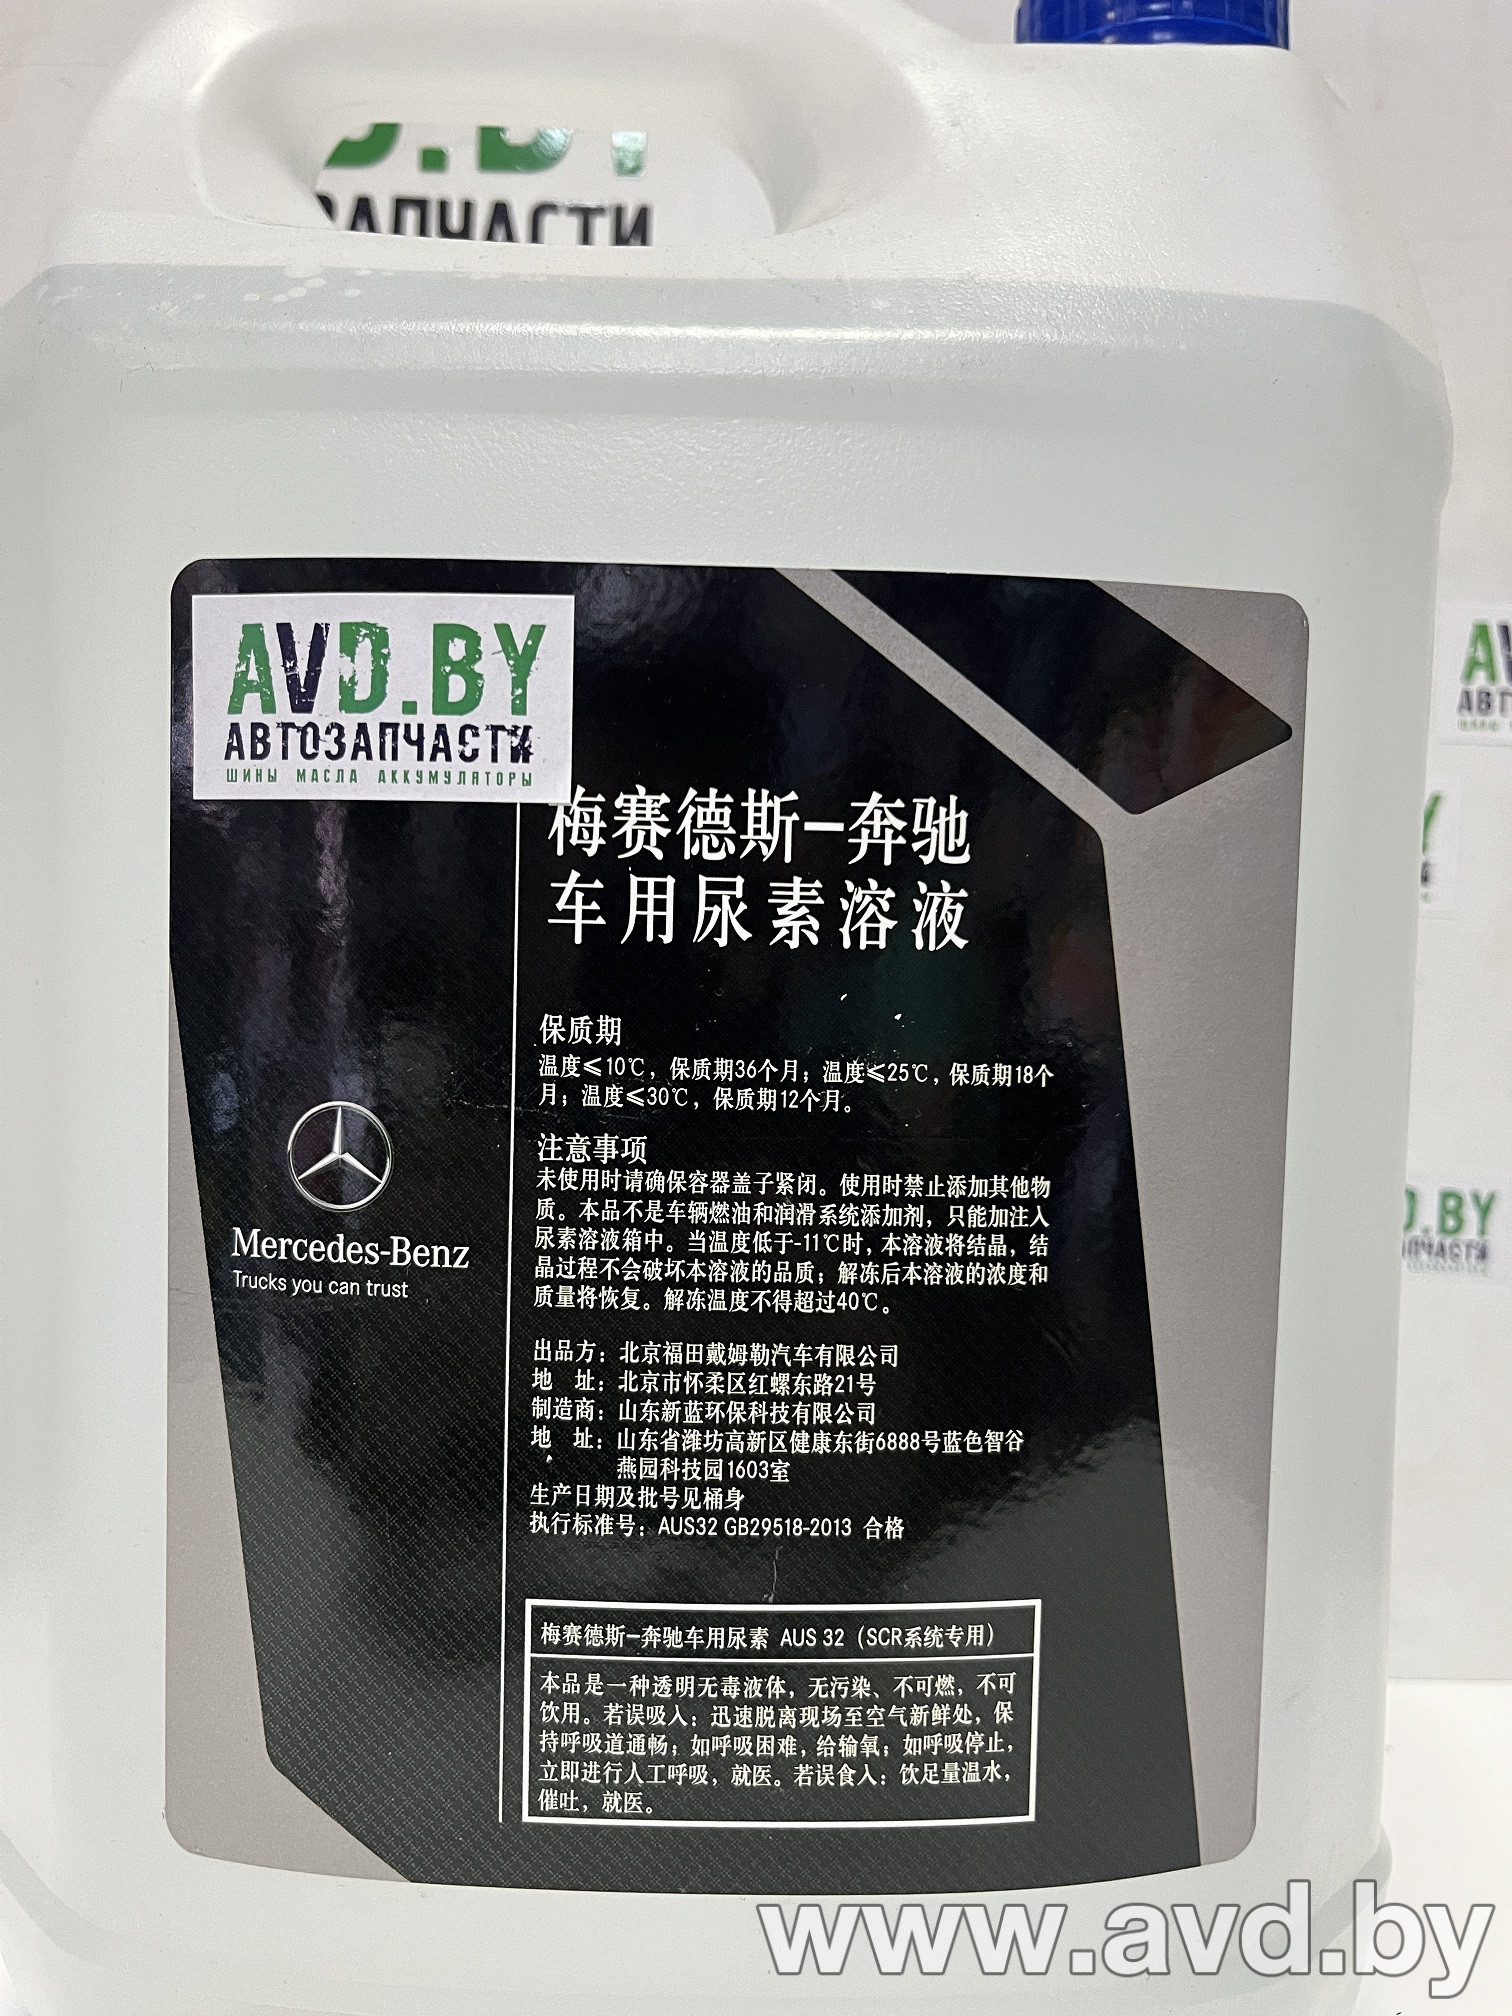 ЗАПЧАСТИ
AVD.BY
АВТОЗАПЧАСТИ
ШИНЫ МАСЛА АККУМУЛЯТОРЫ
梅赛德斯-奔驰
车用尿素溶液
保质期
温度≤10℃，保质期36个月；温度≤25℃，保质期18个
月；温度≤30℃，保质期12个月。
注意事项
未使用时请确保容器盖子紧闭。使用时禁止添加其他物
质。本品不是车辆燃油和润滑系统添加剂，只能加注入
尿素溶液箱中。当温度低于-11℃时，本溶液将结晶，结
晶过程不会破坏本溶液的品质；解冻后本溶液的浓度和
质量将恢复。解冻温度不得超过40℃。
Mercedes-Benz
Trucks you can trust
出品方：北京福田戴姆勒汽车有限公司
地 址：北京市怀柔区红螺东路21号
制造商：山东新蓝环保科技有限公司
地 址：山东省潍坊高新区健康东街6888号蓝色智谷
燕园科技园1603室
生产日期及批号见桶身
执行标准号：AUS32 GB29518-2013 合格
梅赛德斯-奔驰车用尿素 AUS 32（SCR系统专用）
本品是一种透明无毒液体，无污染、不可燃，不可
饮用。若误吸入：迅速脱离现场至空气新鲜处，保
持呼吸道通畅；如呼吸困难，给输氧；如呼吸停止，
立即进行人工呼吸，就医。若误食入：饮足量温水，
催吐，就医。
www.avd.by